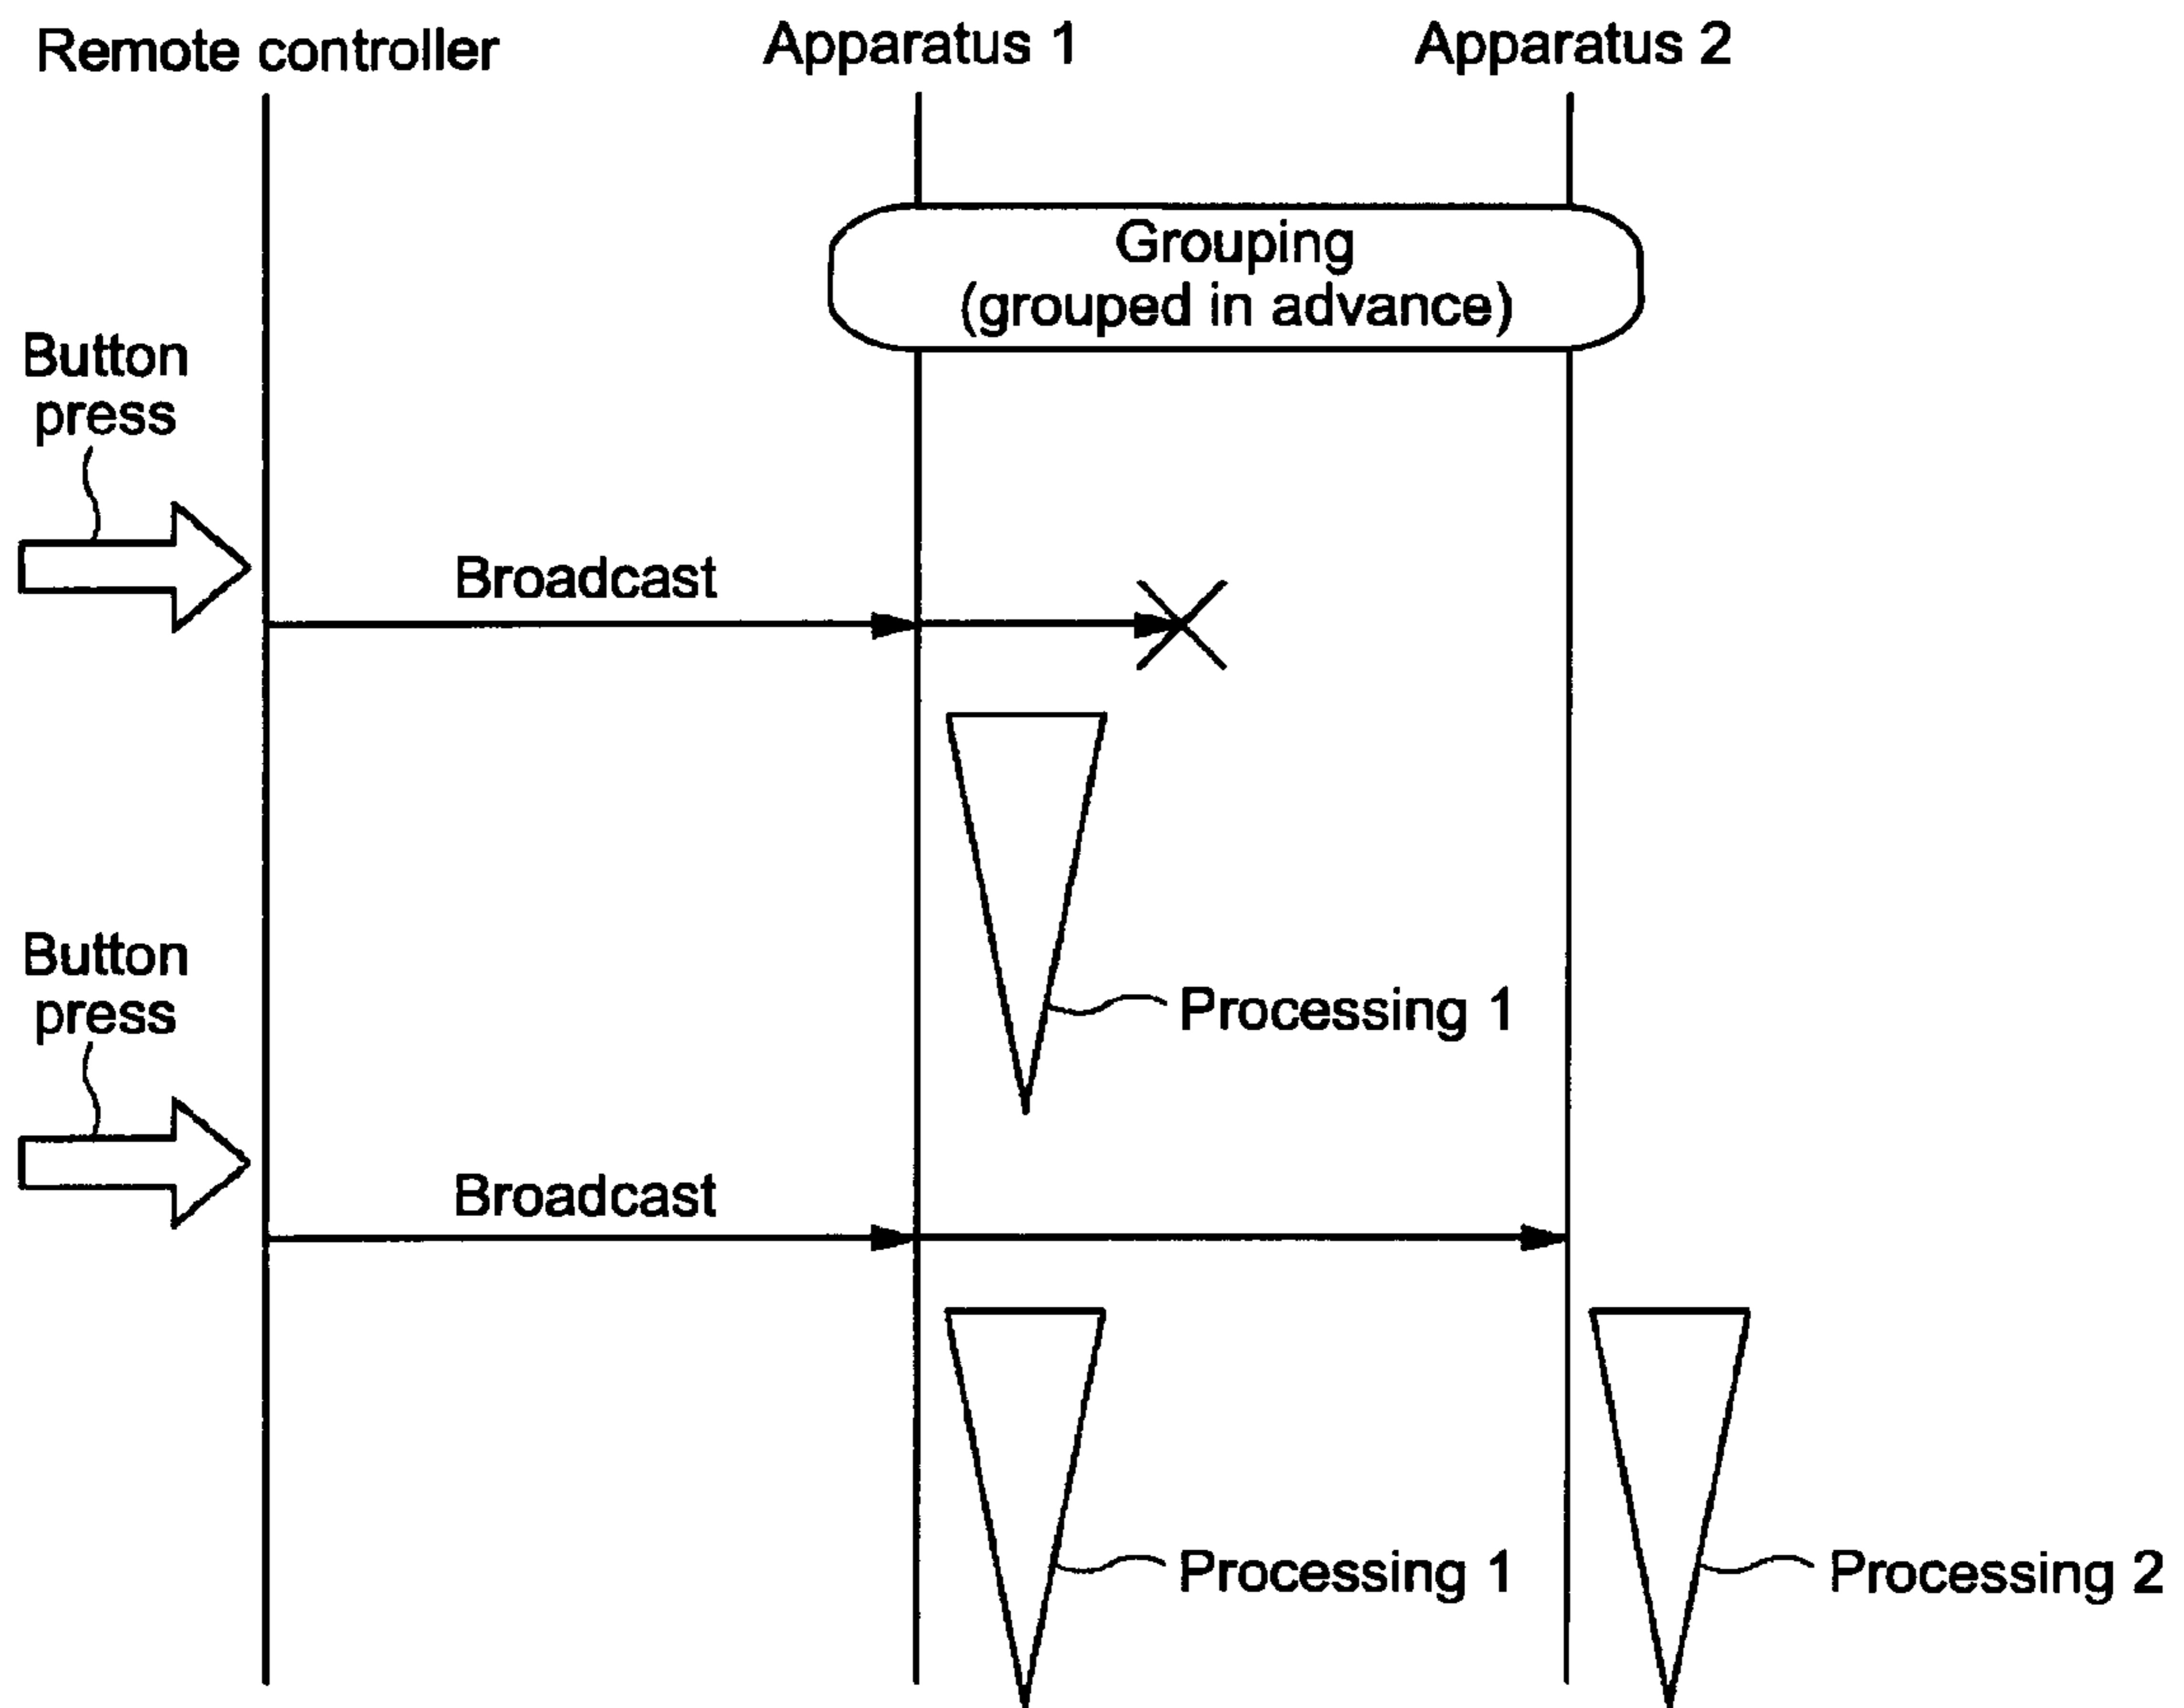 Remote controller
Apparatus 1
Apparatus 2
Grouping
(grouped in advance)
Button
press
Broadcast
Processing 1
Button
press
Broadcast
Processing 1
Processing 2